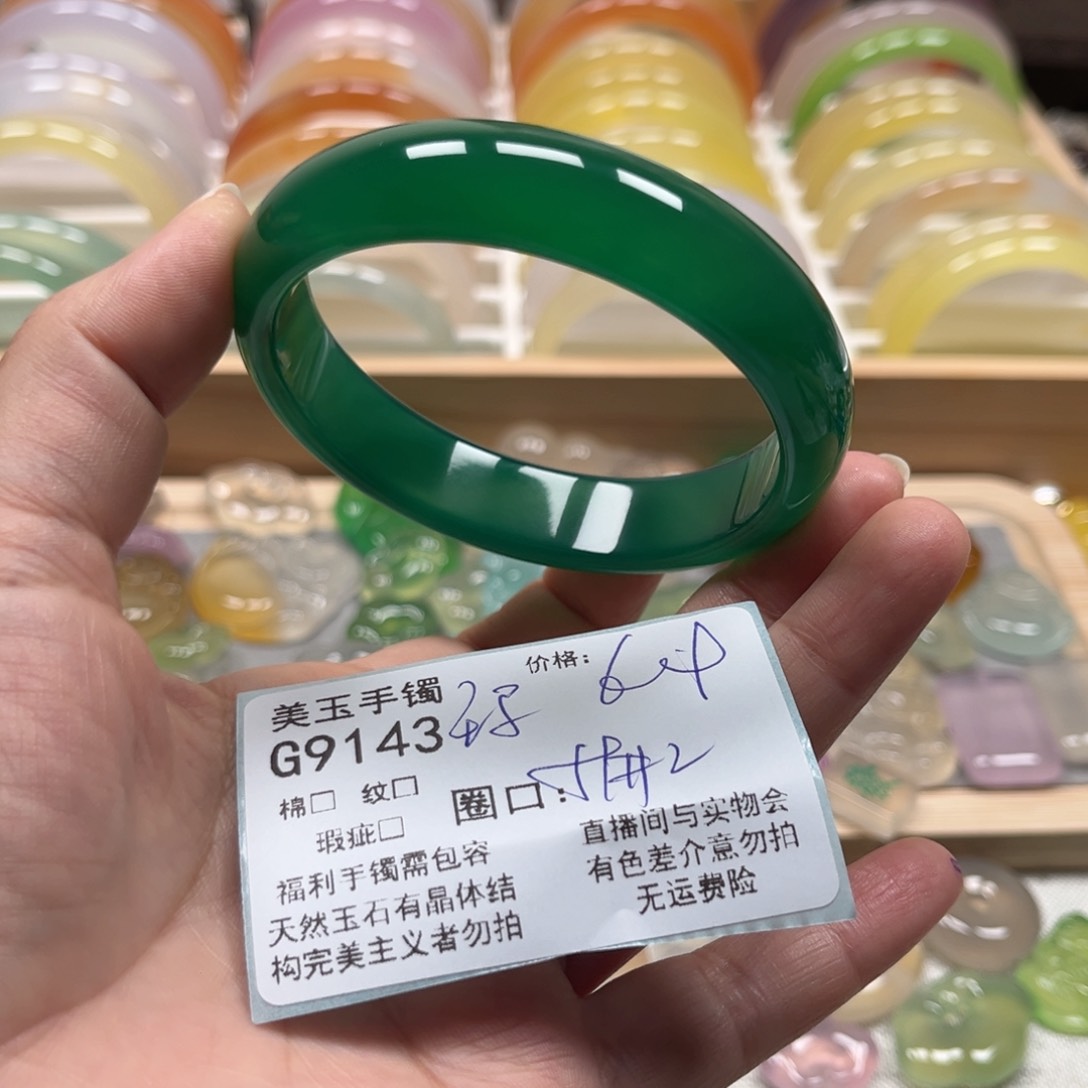 价格:
美玉手镯
G9143
棉□ 纹□
圈口:
瑕疵□
福利手镯需包容
天然玉石有晶体结
构完美主义者勿拍
直播间与实物会
有色差介意勿拍
无运费险